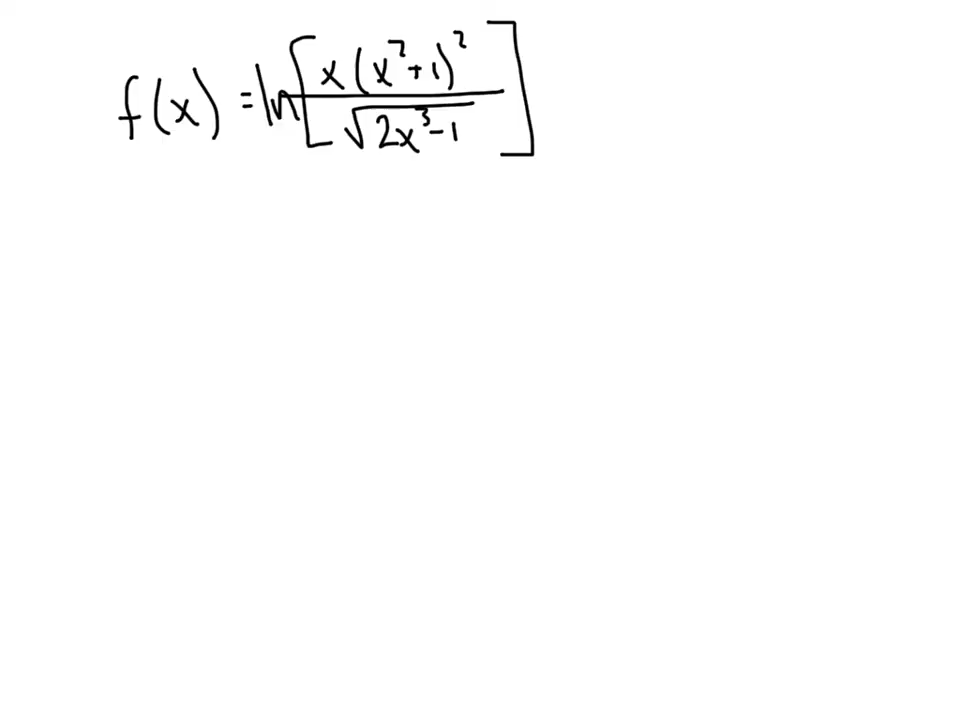 f(x) = ln[x(x²+1)² / √(2x³-1)]